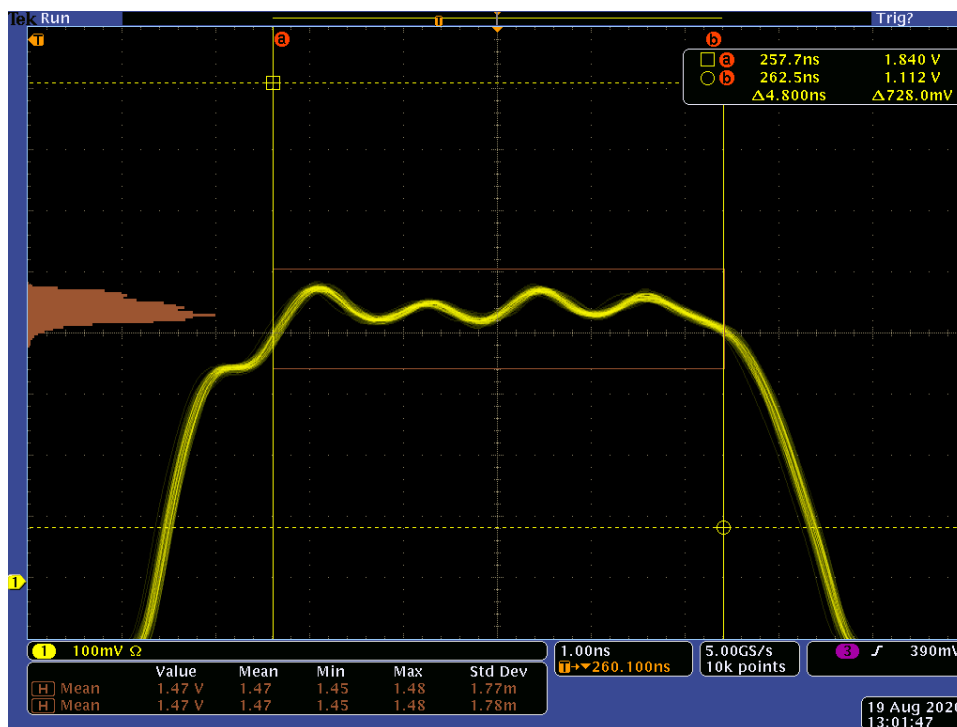 Tek Run Trig?
T
T
a b
a 257.7ns 1.840 V
b 262.5ns 1.112 V
Δ4.800ns Δ728.0mV
1
1 100mV Ω
1.00ns
T→▼260.100ns
5.00GS/s
10k points
3 ʃ 390mV
Value Mean Min Max Std Dev
H Mean 1.47 V 1.47 1.45 1.48 1.77m
H Mean 1.47 V 1.47 1.45 1.48 1.78m
19 Aug 2020
13:01:47